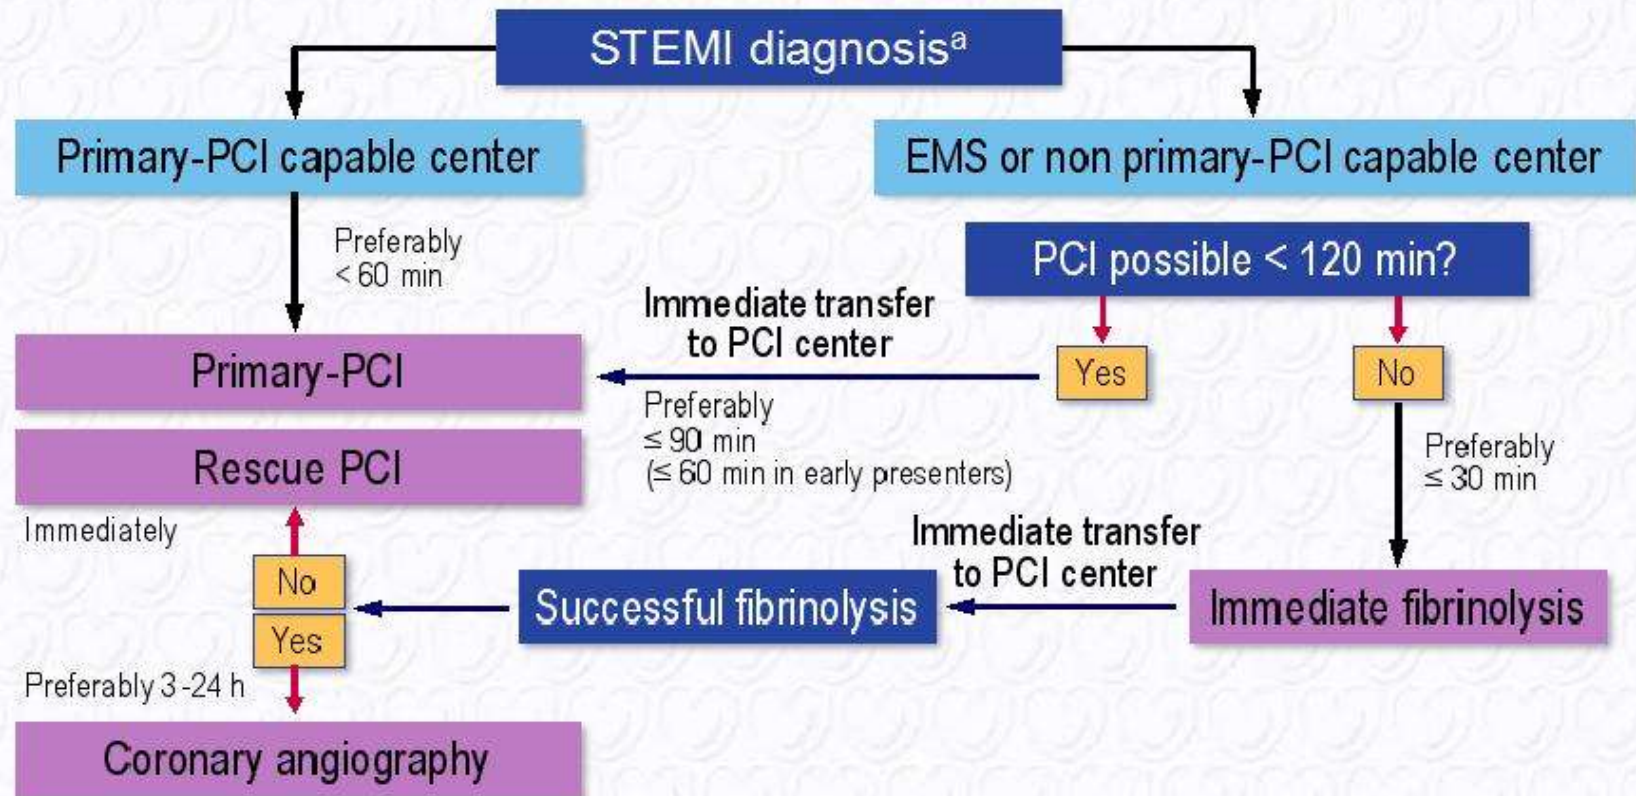 STEMI diagnosisª
Primary-PCI capable center
EMS or non primary-PCI capable center
Preferably
< 60 min
PCI possible < 120 min?
Immediate transfer
to PCI center
Primary-PCI
Yes
No
Preferably
≤ 90 min
(≤ 60 min in early presenters)
Preferably
≤ 30 min
Rescue PCI
Immediately
Immediate transfer
to PCI center
No
Yes
Successful fibrinolysis
Immediate fibrinolysis
Preferably 3-24 h
Coronary angiography